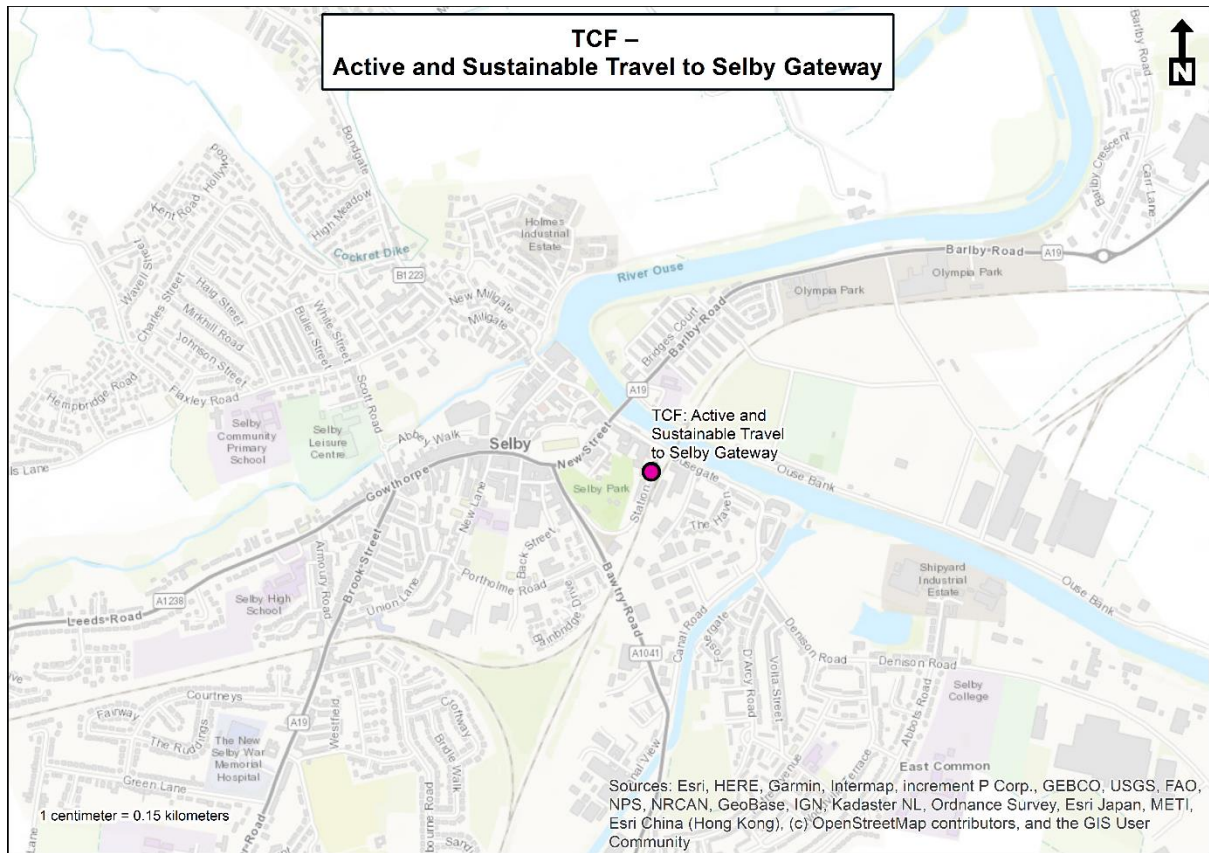 TCF –
Active and Sustainable Travel to Selby Gateway
N
Barlby Road
Barlby Crescent
Carr Lane
Bondgate
Hollywood
Kent Road
High Meadow
Wavell Street
Charles Street
Haig Street
Mirkhill Road
Johnson Street
White Street
Buller Street
Cockret Dike
B1223
Holmes
Industrial
Estate
New Millgate
Millgate
River Ouse
Barlby Road
A19
Olympia Park
Olympia Park
Bridges Court
Barlby Road
A19
Hempbridge Road
Flaxley Road
Scott Road
Selby
Community
Primary
School
Selby
Leisure
Centre
Abbey Walk
Selby
New Street
TCF: Active and
Sustainable Travel
to Selby Gateway
Ousegate
Selby Park
Station
The Haven
Ouse Bank
Gowthorpe
New Lane
Back Street
Portholme Road
Bainbridge Drive
Bawtry Road
Armoury Road
Brook Street
Union Lane
Selby High
School
A1238
Leeds Road
A1041
Canal Road
Fostergate
D'Arcy Road
Volta Street
Denison Road
Denison Road
Shipyard
Industrial
Estate
Ouse Bank
Selby
College
Abbots Road
East Common
Courtneys
Fairway
The Ruddings
Green Lane
A19
Westfield
The New
Selby War
Memorial
Hospital
Croftway
Bridle Walk
Canal View
Terrace
1 centimeter = 0.15 kilometers
Sources: Esri, HERE, Garmin, Intermap, increment P Corp., GEBCO, USGS, FAO,
NPS, NRCAN, GeoBase, IGN, Kadaster NL, Ordnance Survey, Esri Japan, METI,
Esri China (Hong Kong), (c) OpenStreetMap contributors, and the GIS User
Community